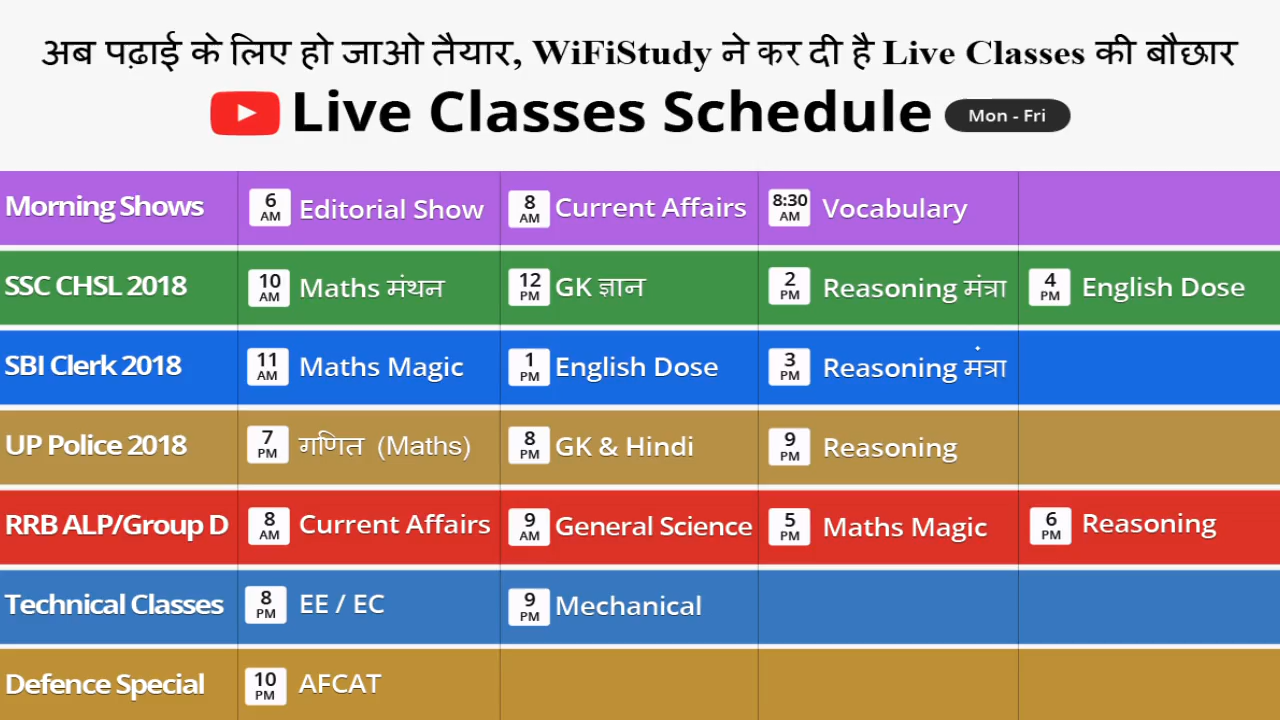 अब पढ़ाई के लिए हो जाओ तैयार, WiFiStudy ने कर दी है Live Classes की बौछार
Live Classes Schedule Mon - Fri
Morning Shows 6 AM Editorial Show 8 AM Current Affairs 8:30 AM Vocabulary
SSC CHSL 2018 10 AM Maths मंथन 12 PM GK ज्ञान 2 PM Reasoning मंत्रा 4 PM English Dose
SBI Clerk 2018 11 AM Maths Magic 1 PM English Dose 3 PM Reasoning मंत्रा
UP Police 2018 7 PM गणित (Maths) 8 PM GK & Hindi 9 PM Reasoning
RRB ALP/Group D 8 AM Current Affairs 9 AM General Science 5 PM Maths Magic 6 PM Reasoning
Technical Classes 8 PM EE / EC 9 PM Mechanical
Defence Special 10 PM AFCAT